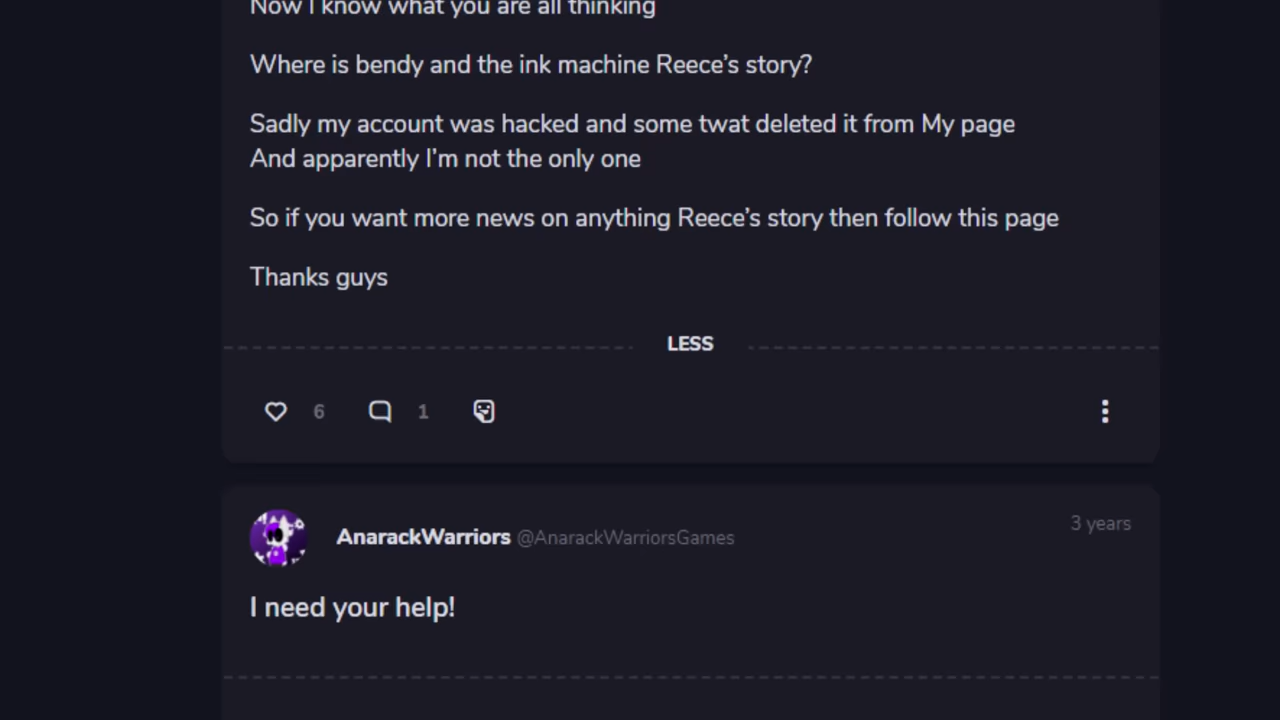 Now I know what you are all thinking
Where is bendy and the ink machine Reece’s story?
Sadly my account was hacked and some twat deleted it from My page
And apparently I’m not the only one
So if you want more news on anything Reece’s story then follow this page
Thanks guys
LESS
6 1
AnarackWarriors @AnarackWarriorsGames 3 years
I need your help!